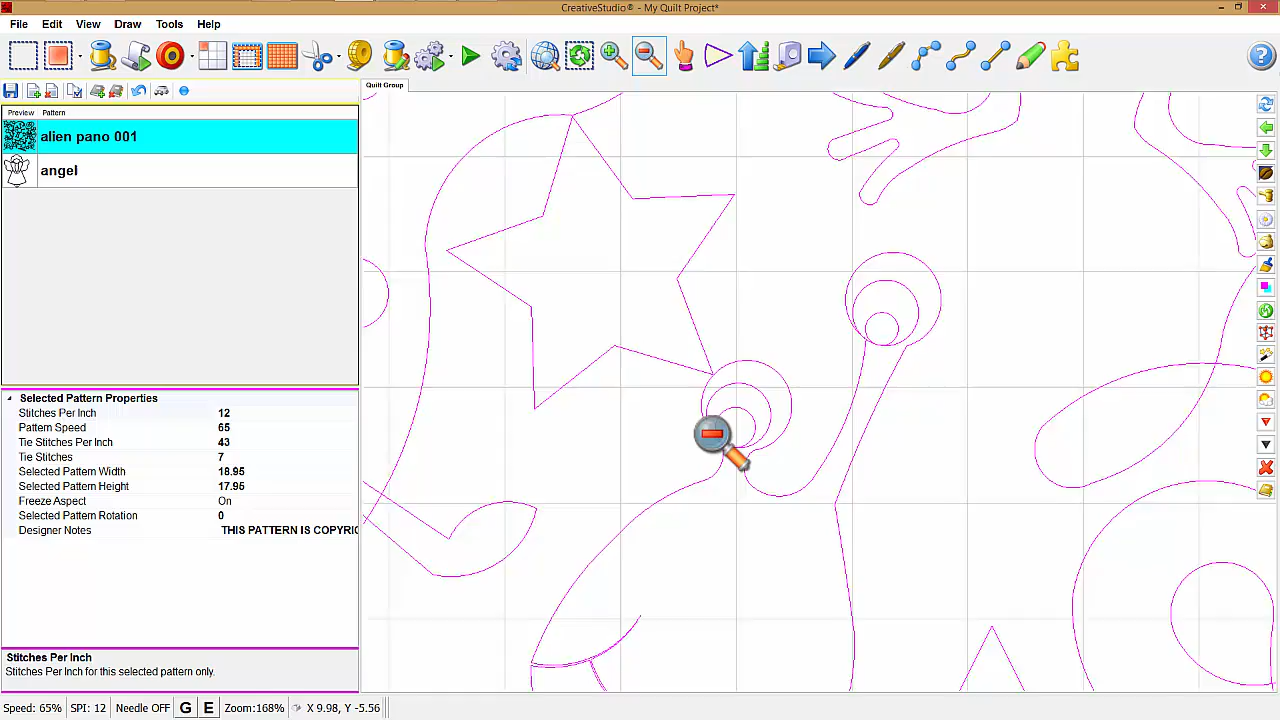 CreativeStudio® - My Quilt Project*
File Edit View Draw Tools Help
Quilt Group
Preview Pattern
alien pano 001
angel
Selected Pattern Properties
Stitches Per Inch 12
Pattern Speed 65
Tie Stitches Per Inch 43
Tie Stitches 7
Selected Pattern Width 18.95
Selected Pattern Height 17.95
Freeze Aspect On
Selected Pattern Rotation 0
Designer Notes THIS PATTERN IS COPYRIG
Stitches Per Inch
Stitches Per Inch for this selected pattern only.
Speed: 65% SPI: 12 Needle OFF G E Zoom:168% X 9.98, Y -5.56